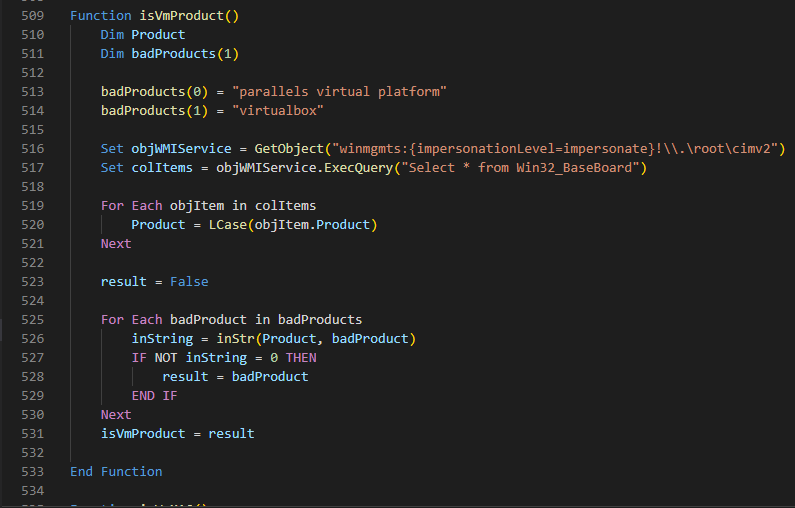 509 Function isVmProduct()
510 Dim Product
511 Dim badProducts(1)
512
513 badProducts(0) = "parallels virtual platform"
514 badProducts(1) = "virtualbox"
515
516 Set objWMIService = GetObject("winmgmts:{impersonationLevel=impersonate}!\\.\root\cimv2")
517 Set colItems = objWMIService.ExecQuery("Select * from Win32_BaseBoard")
518
519 For Each objItem in colItems
520 Product = LCase(objItem.Product)
521 Next
522
523 result = False
524
525 For Each badProduct in badProducts
526 inString = inStr(Product, badProduct)
527 IF NOT inString = 0 THEN
528 result = badProduct
529 END IF
530 Next
531 isVmProduct = result
532
533 End Function
534